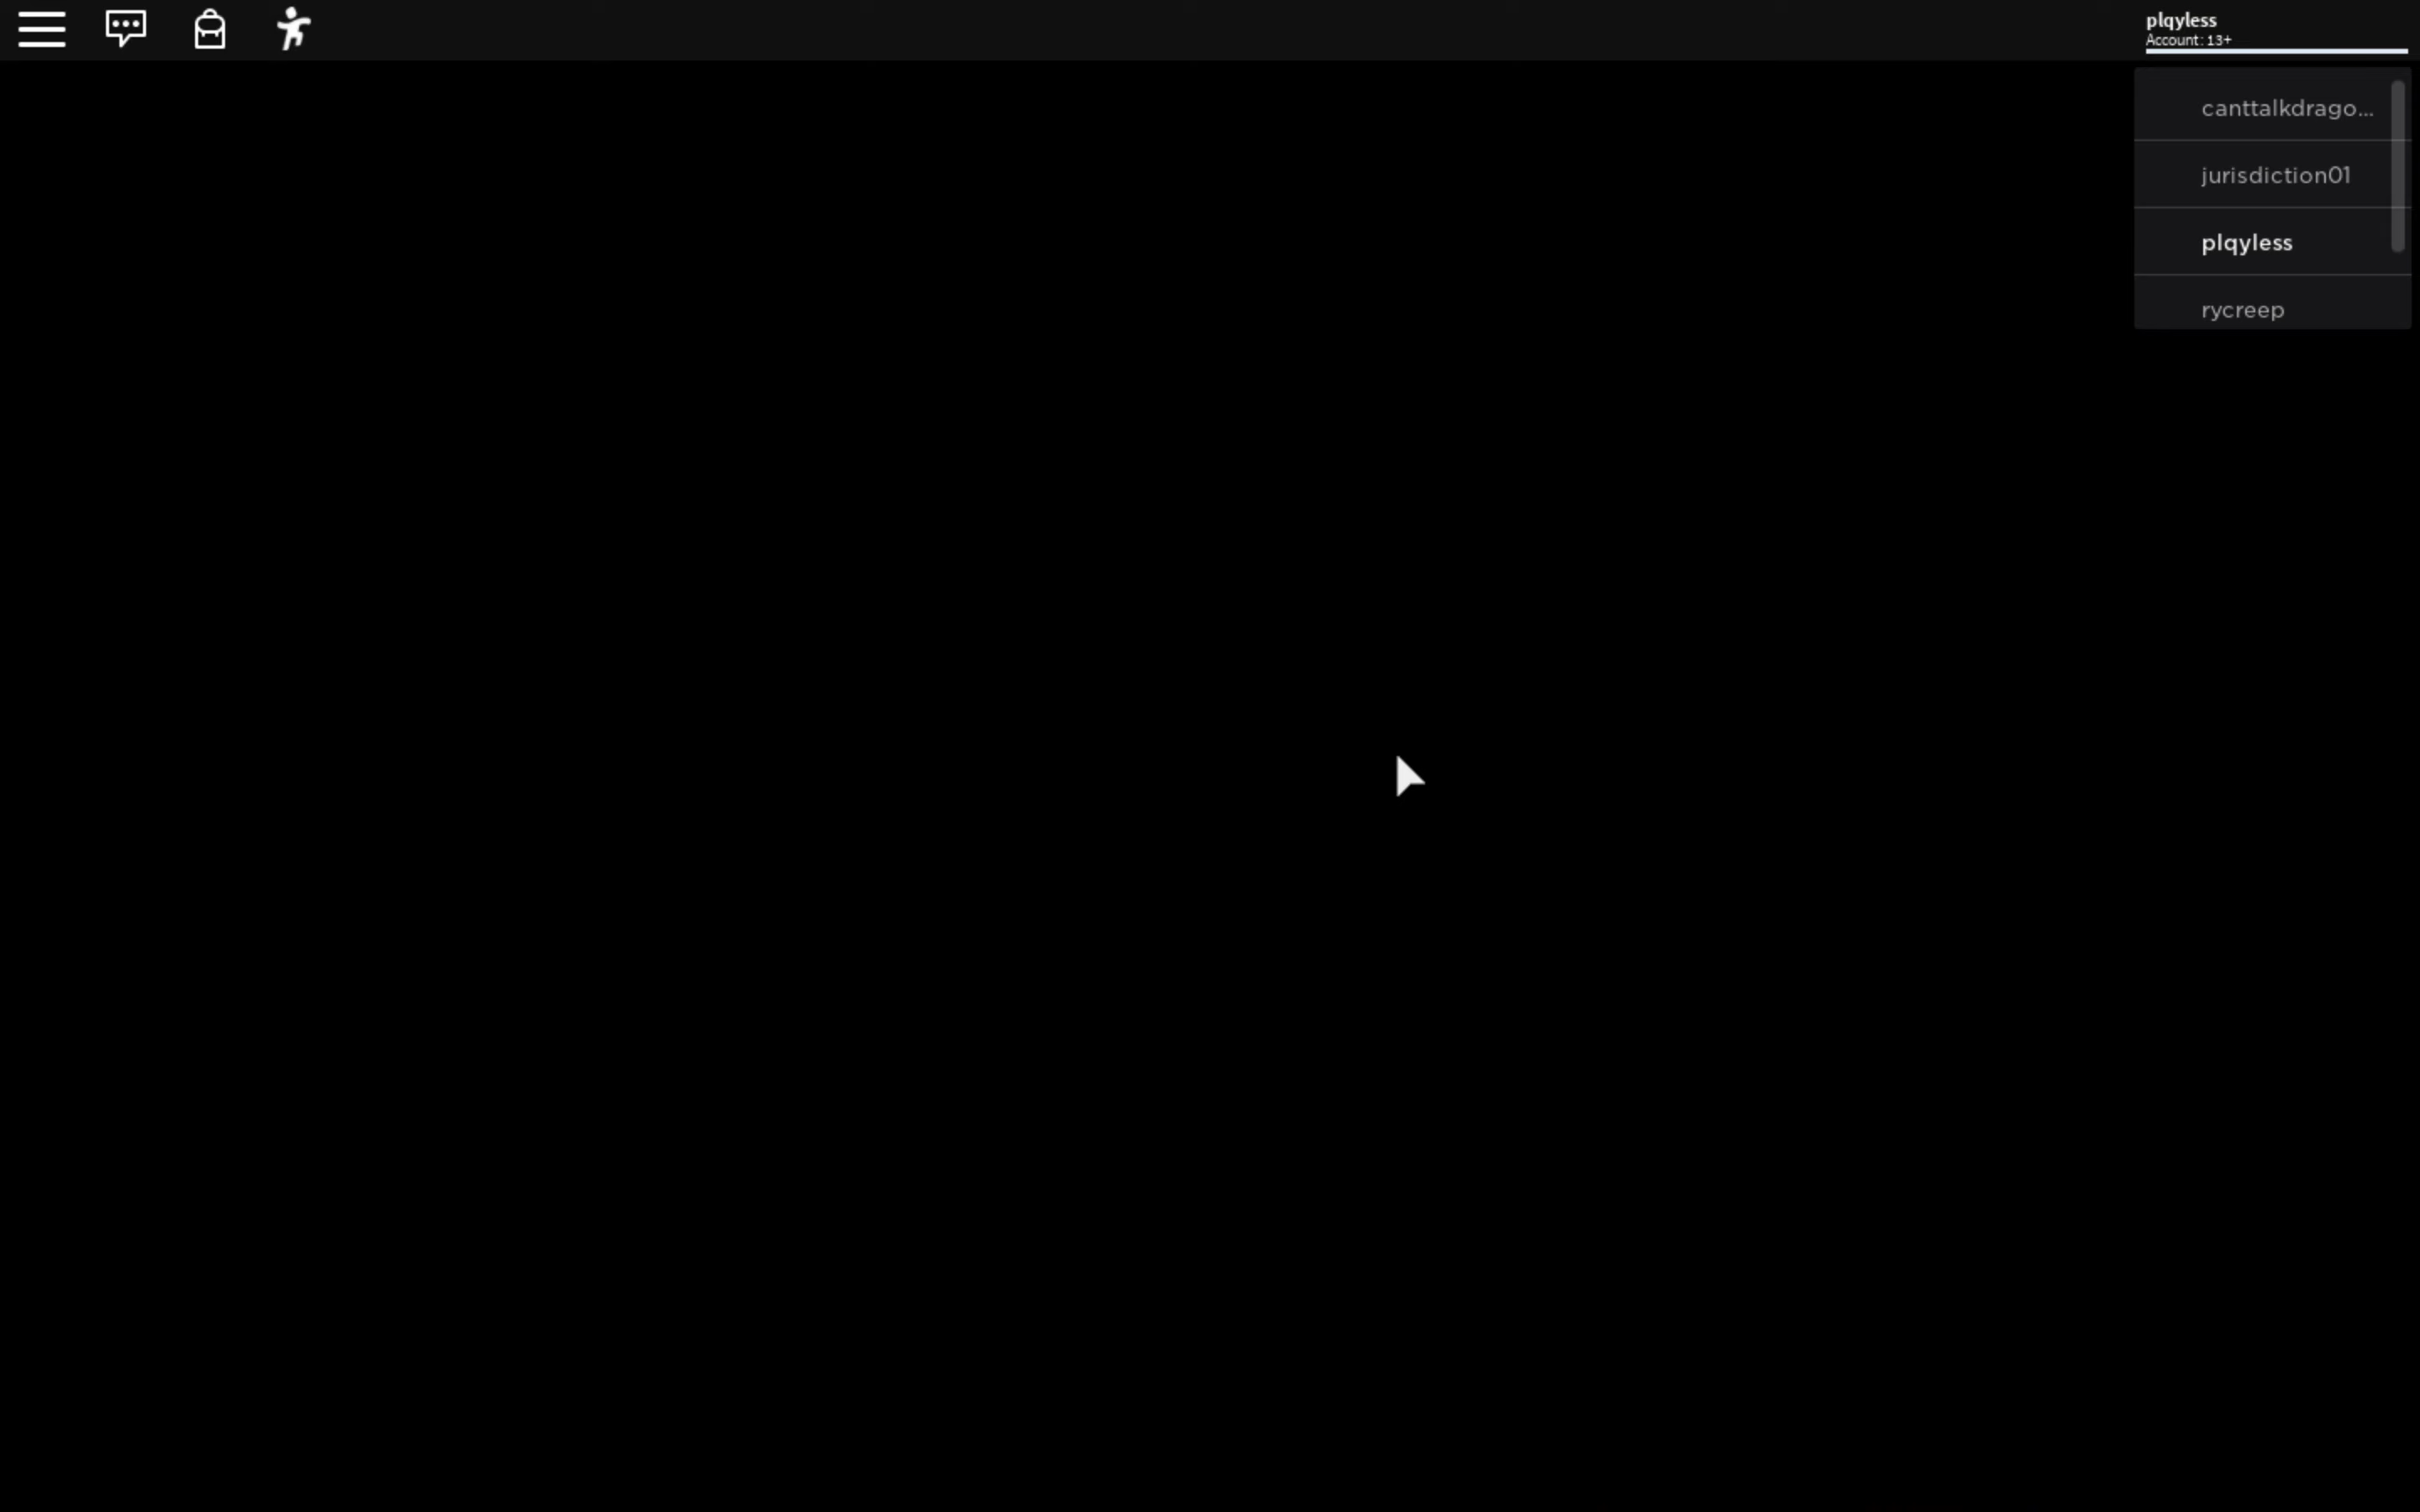 plqyless
Account: 13+
canttalkdrago...
jurisdiction01
plqyless
rycreep